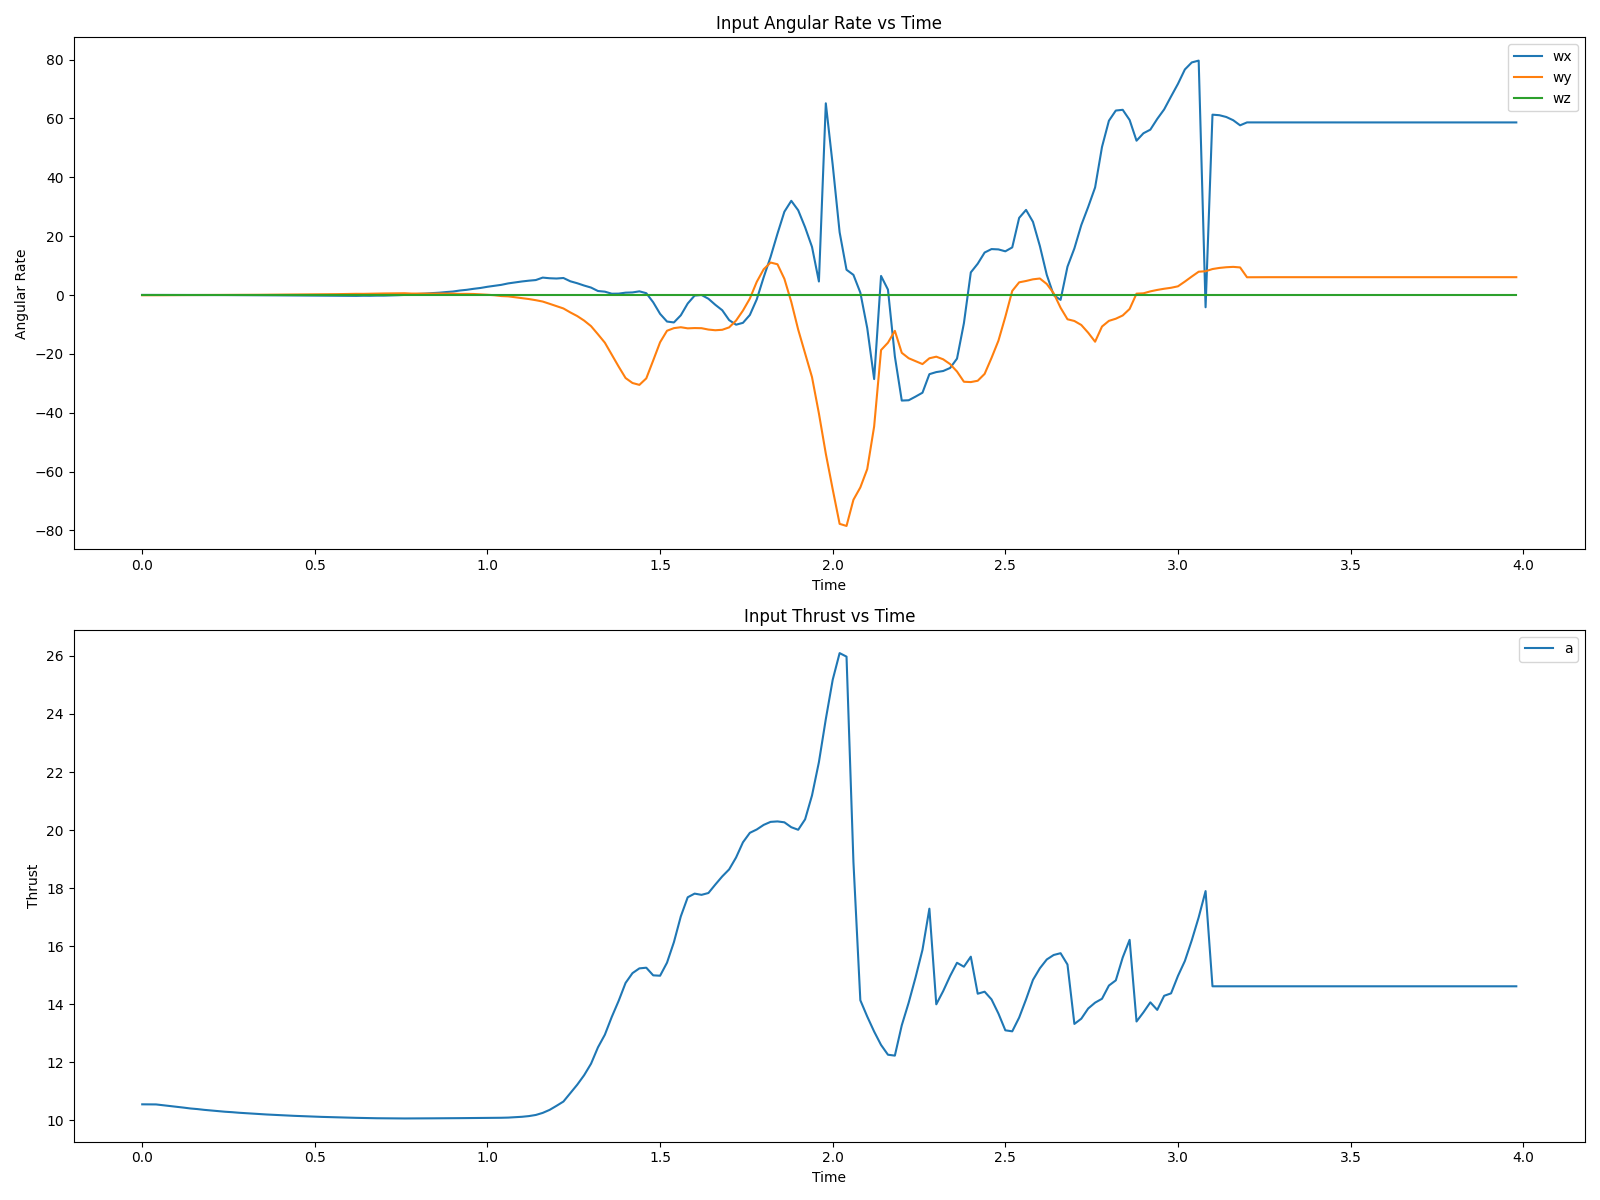 Input Angular Rate vs Time
Angular Rate
80
60
40
20
0
−20
−40
−60
−80
wx
wy
wz
0.0 0.5 1.0 1.5 2.0 2.5 3.0 3.5 4.0
Time
Input Thrust vs Time
Thrust
26
24
22
20
18
16
14
12
10
a
0.0 0.5 1.0 1.5 2.0 2.5 3.0 3.5 4.0
Time